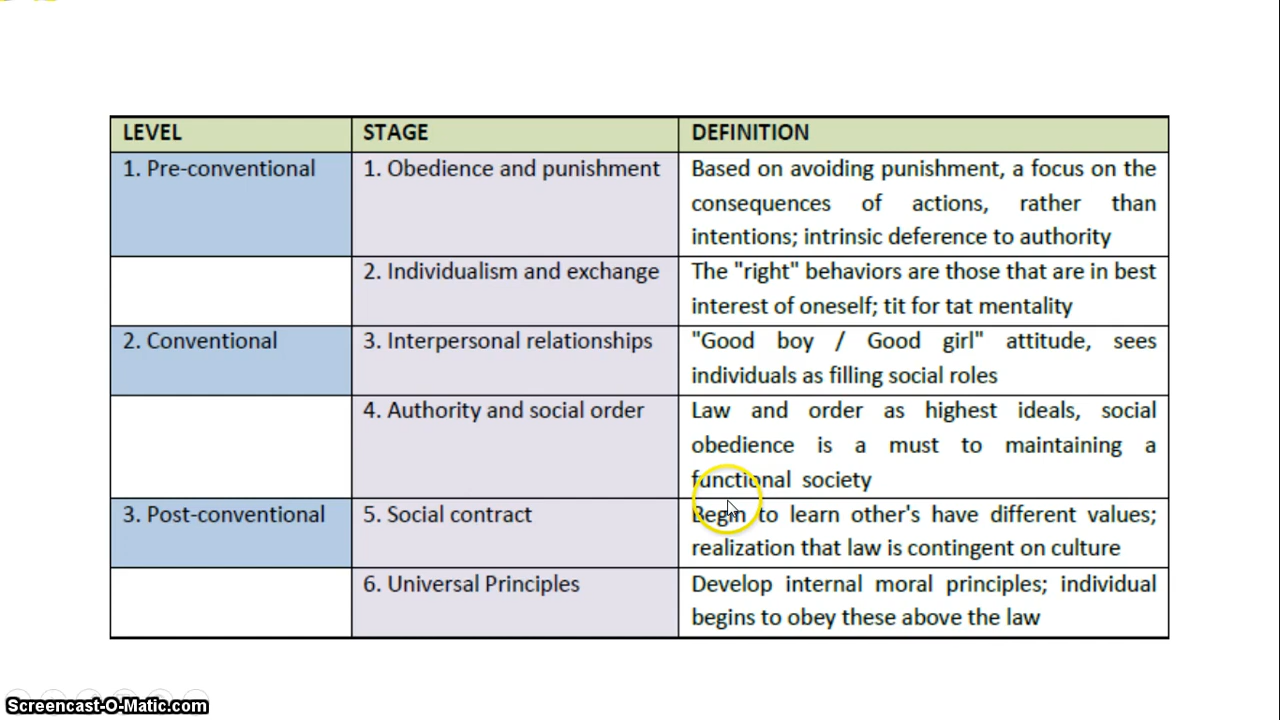 LEVEL STAGE DEFINITION
1. Pre-conventional 1. Obedience and punishment Based on avoiding punishment, a focus on the
consequences of actions, rather than
intentions; intrinsic deference to authority
2. Individualism and exchange The "right" behaviors are those that are in best
interest of oneself; tit for tat mentality
2. Conventional 3. Interpersonal relationships "Good boy / Good girl" attitude, sees
individuals as filling social roles
4. Authority and social order Law and order as highest ideals, social
obedience is a must to maintaining a
functional society
3. Post-conventional 5. Social contract Begin to learn other's have different values;
realization that law is contingent on culture
6. Universal Principles Develop internal moral principles; individual
begins to obey these above the law
Screencast-O-Matic.com